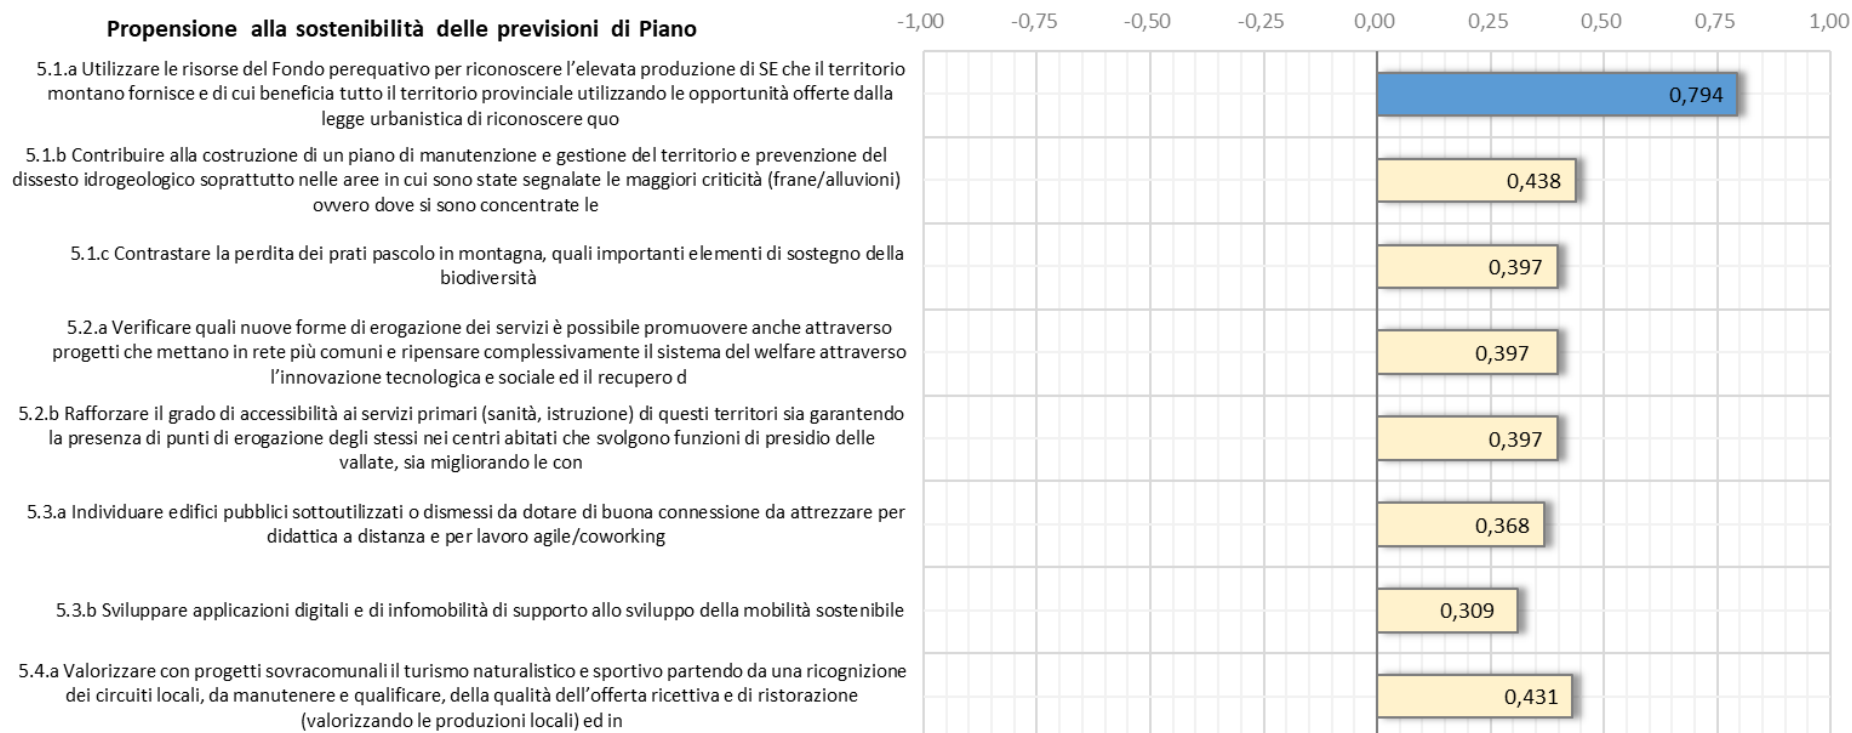 Propensione alla sostenibilità delle previsioni di Piano
-1,00 -0,75 -0,50 -0,25 0,00 0,25 0,50 0,75 1,00
5.1.a Utilizzare le risorse del Fondo perequativo per riconoscere l’elevata produzione di SE che il territorio
montano fornisce e di cui beneficia tutto il territorio provinciale utilizzando le opportunità offerte dalla
legge urbanistica di riconoscere quo
0,794
5.1.b Contribuire alla costruzione di un piano di manutenzione e gestione del territorio e prevenzione del
dissesto idrogeologico soprattutto nelle aree in cui sono state segnalate le maggiori criticità (frane/alluvioni)
ovvero dove si sono concentrate le
0,438
5.1.c Contrastare la perdita dei prati pascolo in montagna, quali importanti elementi di sostegno della
biodiversità
0,397
5.2.a Verificare quali nuove forme di erogazione dei servizi è possibile promuovere anche attraverso
progetti che mettano in rete più comuni e ripensare complessivamente il sistema del welfare attraverso
l’innovazione tecnologica e sociale ed il recupero d
0,397
5.2.b Rafforzare il grado di accessibilità ai servizi primari (sanità, istruzione) di questi territori sia garantendo
la presenza di punti di erogazione degli stessi nei centri abitati che svolgono funzioni di presidio delle
vallate, sia migliorando le con
0,397
5.3.a Individuare edifici pubblici sottoutilizzati o dismessi da dotare di buona connessione da attrezzare per
didattica a distanza e per lavoro agile/coworking
0,368
5.3.b Sviluppare applicazioni digitali e di infomobilità di supporto allo sviluppo della mobilità sostenibile
0,309
5.4.a Valorizzare con progetti sovracomunali il turismo naturalistico e sportivo partendo da una ricognizione
dei circuiti locali, da manutenere e qualificare, della qualità dell’offerta ricettiva e di ristorazione
(valorizzando le produzioni locali) ed in
0,431